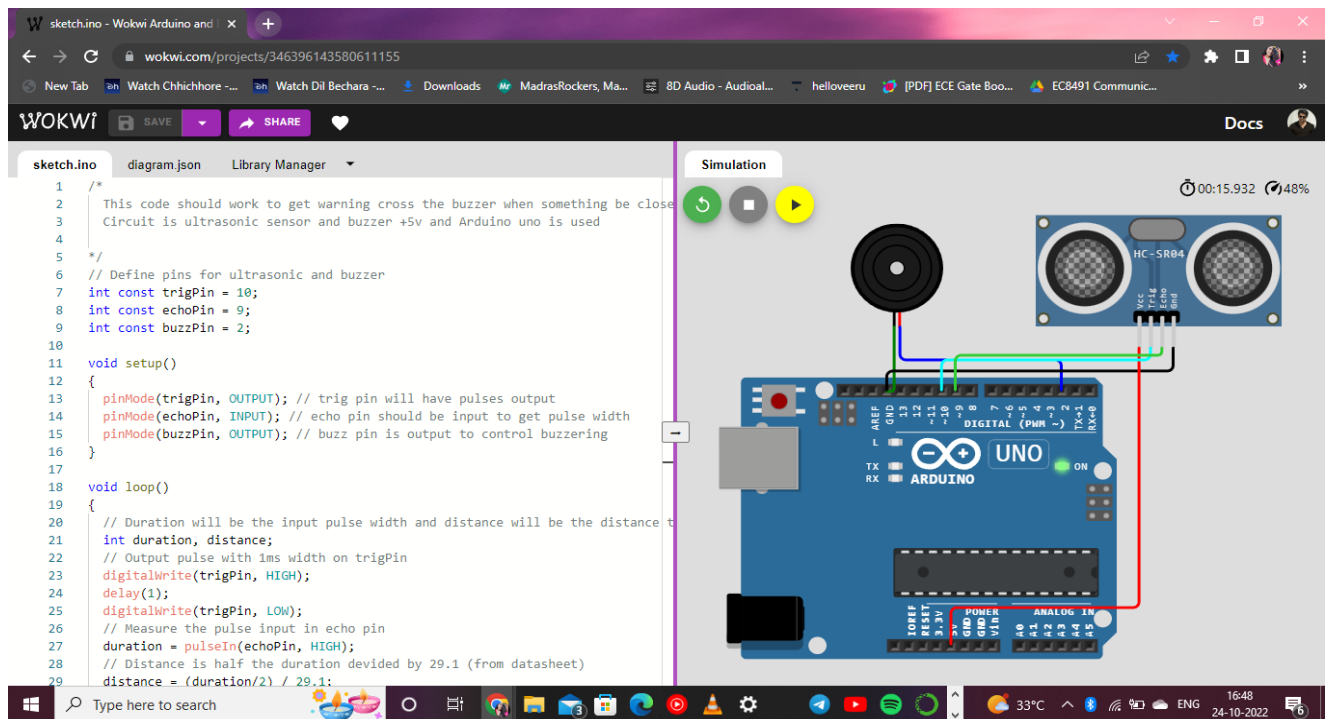 sketch.ino - Wokwi Arduino and
wokwi.com/projects/346396143580611155
New Tab
Watch Chhichhore -...
Watch Dil Bechara -...
Downloads
MadrasRockers, Ma...
8D Audio - Audioal...
helloveeru
[PDF] ECE Gate Boo...
EC8491 Communic...
»
WOKWi
SAVE
SHARE
Docs
sketch.ino
diagram.json
Library Manager
1 /*
2 This code should work to get warning cross the buzzer when something be close
3 Circuit is ultrasonic sensor and buzzer +5v and Arduino uno is used
4
5 */
6 // Define pins for ultrasonic and buzzer
7 int const trigPin = 10;
8 int const echoPin = 9;
9 int const buzzPin = 2;
10
11 void setup()
12 {
13 pinMode(trigPin, OUTPUT); // trig pin will have pulses output
14 pinMode(echoPin, INPUT); // echo pin should be input to get pulse width
15 pinMode(buzzPin, OUTPUT); // buzz pin is output to control buzzering
16 }
17
18 void loop()
19 {
20 // Duration will be the input pulse width and distance will be the distance t
21 int duration, distance;
22 // Output pulse with 1ms width on trigPin
23 digitalWrite(trigPin, HIGH);
24 delay(1);
25 digitalWrite(trigPin, LOW);
26 // Measure the pulse input in echo pin
27 duration = pulseIn(echoPin, HIGH);
28 // Distance is half the duration devided by 29.1 (from datasheet)
29 distance = (duration/2) / 29.1;
Simulation
00:15.932
48%
HC-SR04
Vcc
Trig
Echo
Gnd
AREF
GND
13
12
~11
~10
~9
8
7
~6
~5
4
~3
2
TX→1
RX←0
DIGITAL (PWM ~)
L
TX
RX
UNO
ARDUINO
ON
IOREF
RESET
3.3V
5V
GND
GND
Vin
POWER
ANALOG IN
A0
A1
A2
A3
A4
A5
Type here to search
3
33°C
ENG
16:48
24-10-2022
6